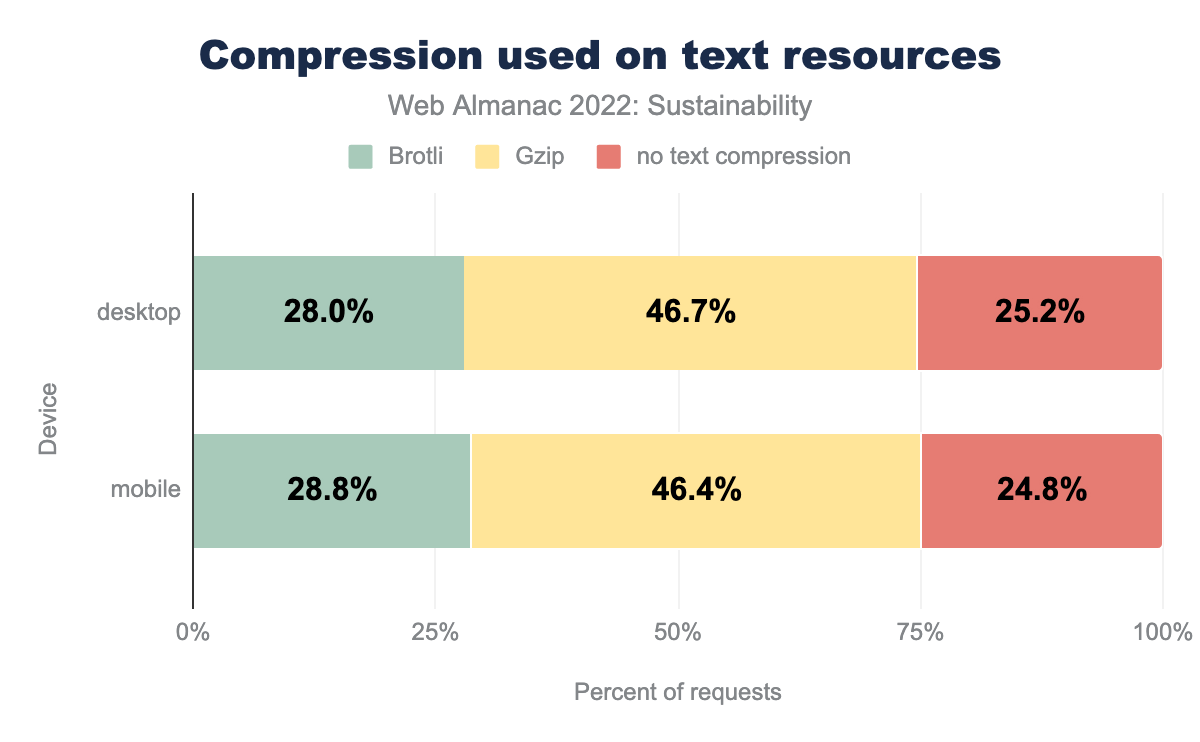 Compression used on text resources
Web Almanac 2022: Sustainability
Brotli Gzip no text compression
desktop 28.0% 46.7% 25.2%
Device
mobile 28.8% 46.4% 24.8%
0% 25% 50% 75% 100%
Percent of requests